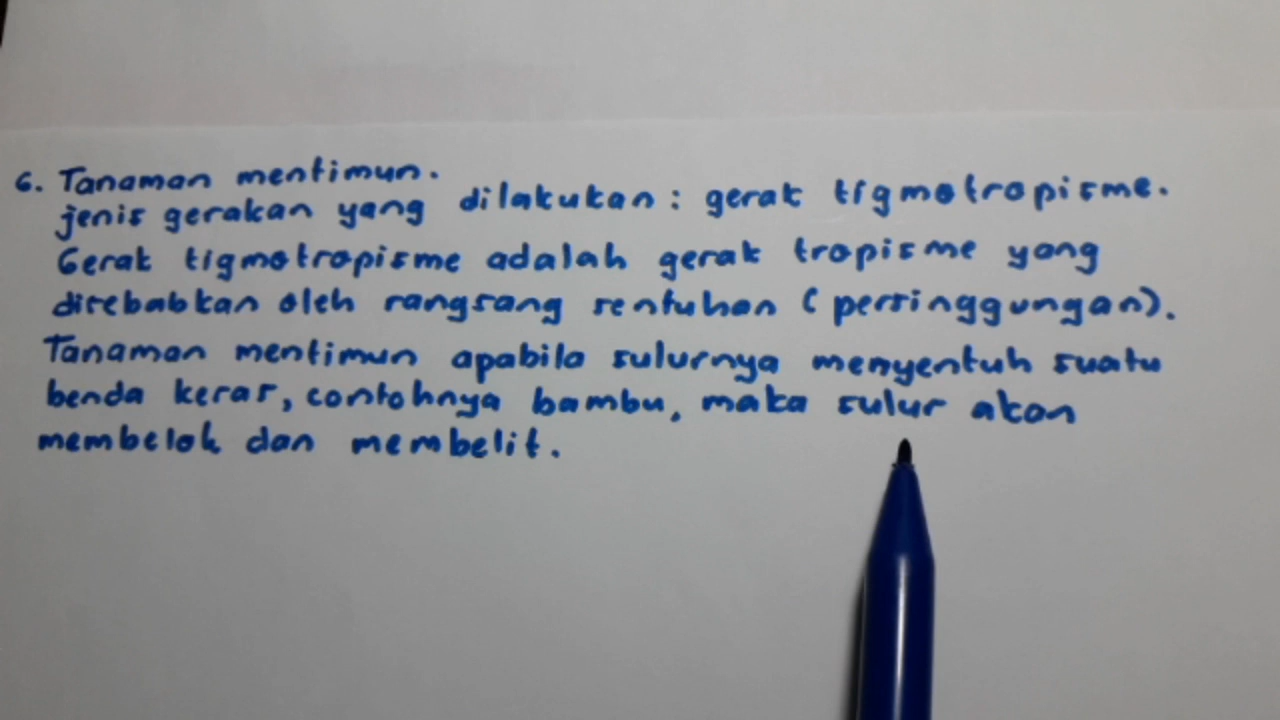 6. Tanaman mentimun.
jenis gerakan yang dilakukan : gerak tigmotropisme.
Gerak tigmotropisme adalah gerak tropisme yang
disebabkan oleh rangsang sentuhan (persinggungan).
Tanaman mentimun apabila sulurnya menyentuh suatu
benda keras, contohnya bambu, maka sulur akan
membelok dan membelit.